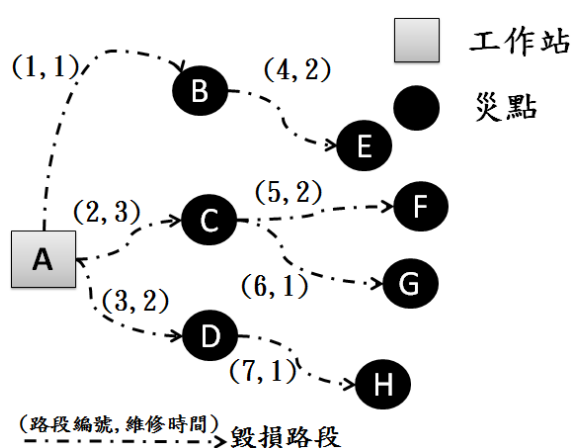 工作站
災點
(1,1)
B
(4,2)
E
(2,3)
C
(5,2)
F
A
(6,1)
G
(3,2)
D
(7,1)
H
(路段編號,維修時間)
毀損路段